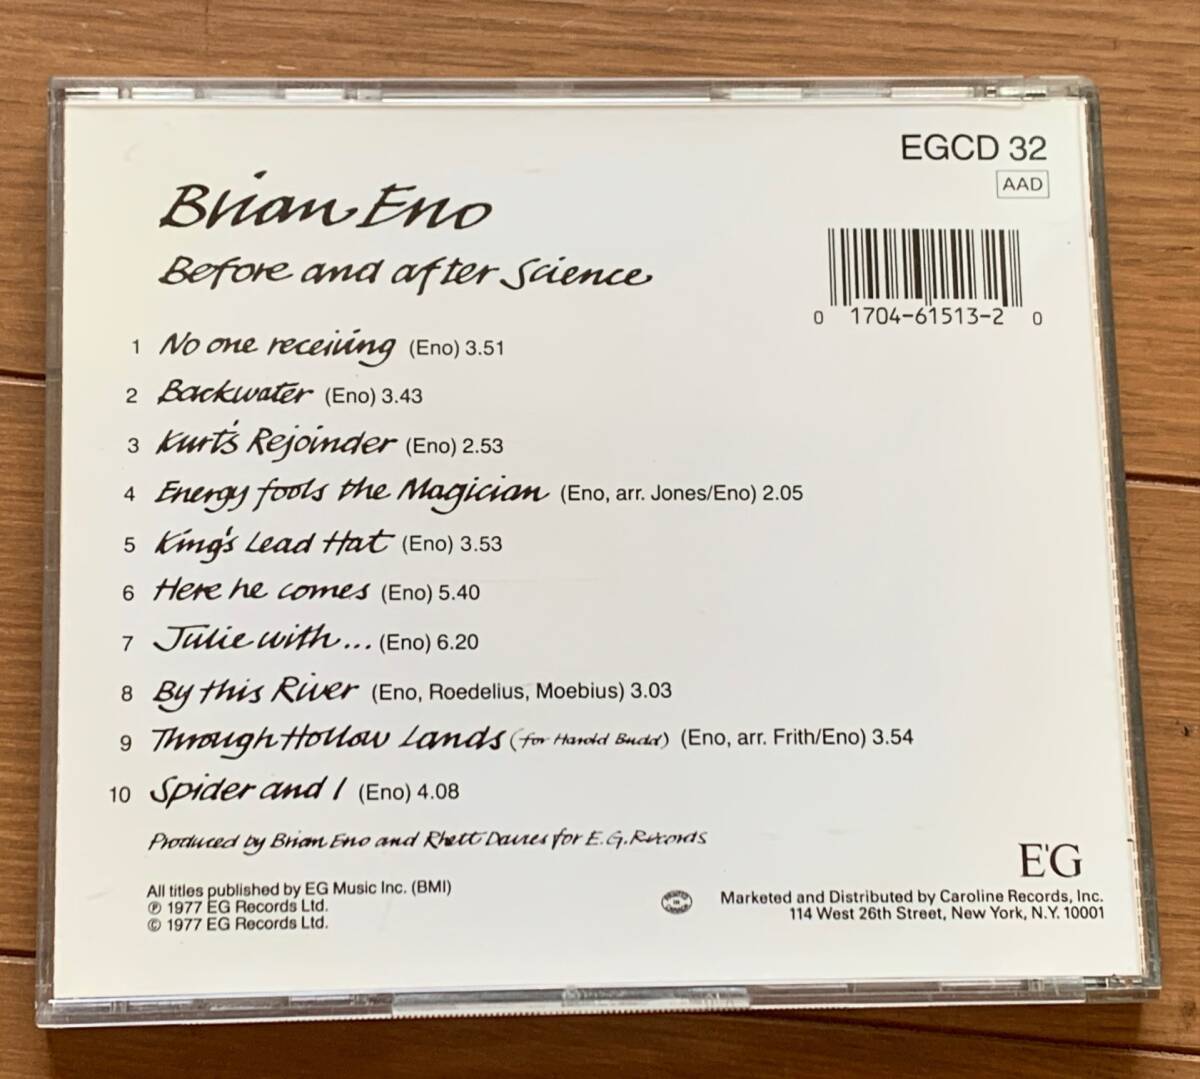 EGCD 32
AAD
Brian Eno
Before and after Science
0 1704-61513-2 0
1 No one receiving (Eno) 3.51
2 Backwater (Eno) 3.43
3 Kurt's Rejoinder (Eno) 2.53
4 Energy fools the Magician (Eno, arr. Jones/Eno) 2.05
5 King's Lead Hat (Eno) 3.53
6 Here he comes (Eno) 5.40
7 Julie with... (Eno) 6.20
8 By this River (Eno, Roedelius, Moebius) 3.03
9 Through Hollow Lands (for Harold Budd) (Eno, arr. Frith/Eno) 3.54
10 Spider and I (Eno) 4.08
Produced by Brian Eno and Rhett Davies for E.G. Records
E'G
All titles published by EG Music Inc. (BMI)
℗ 1977 EG Records Ltd.
© 1977 EG Records Ltd.
Marketed and Distributed by Caroline Records, Inc.
114 West 26th Street, New York, N.Y. 10001